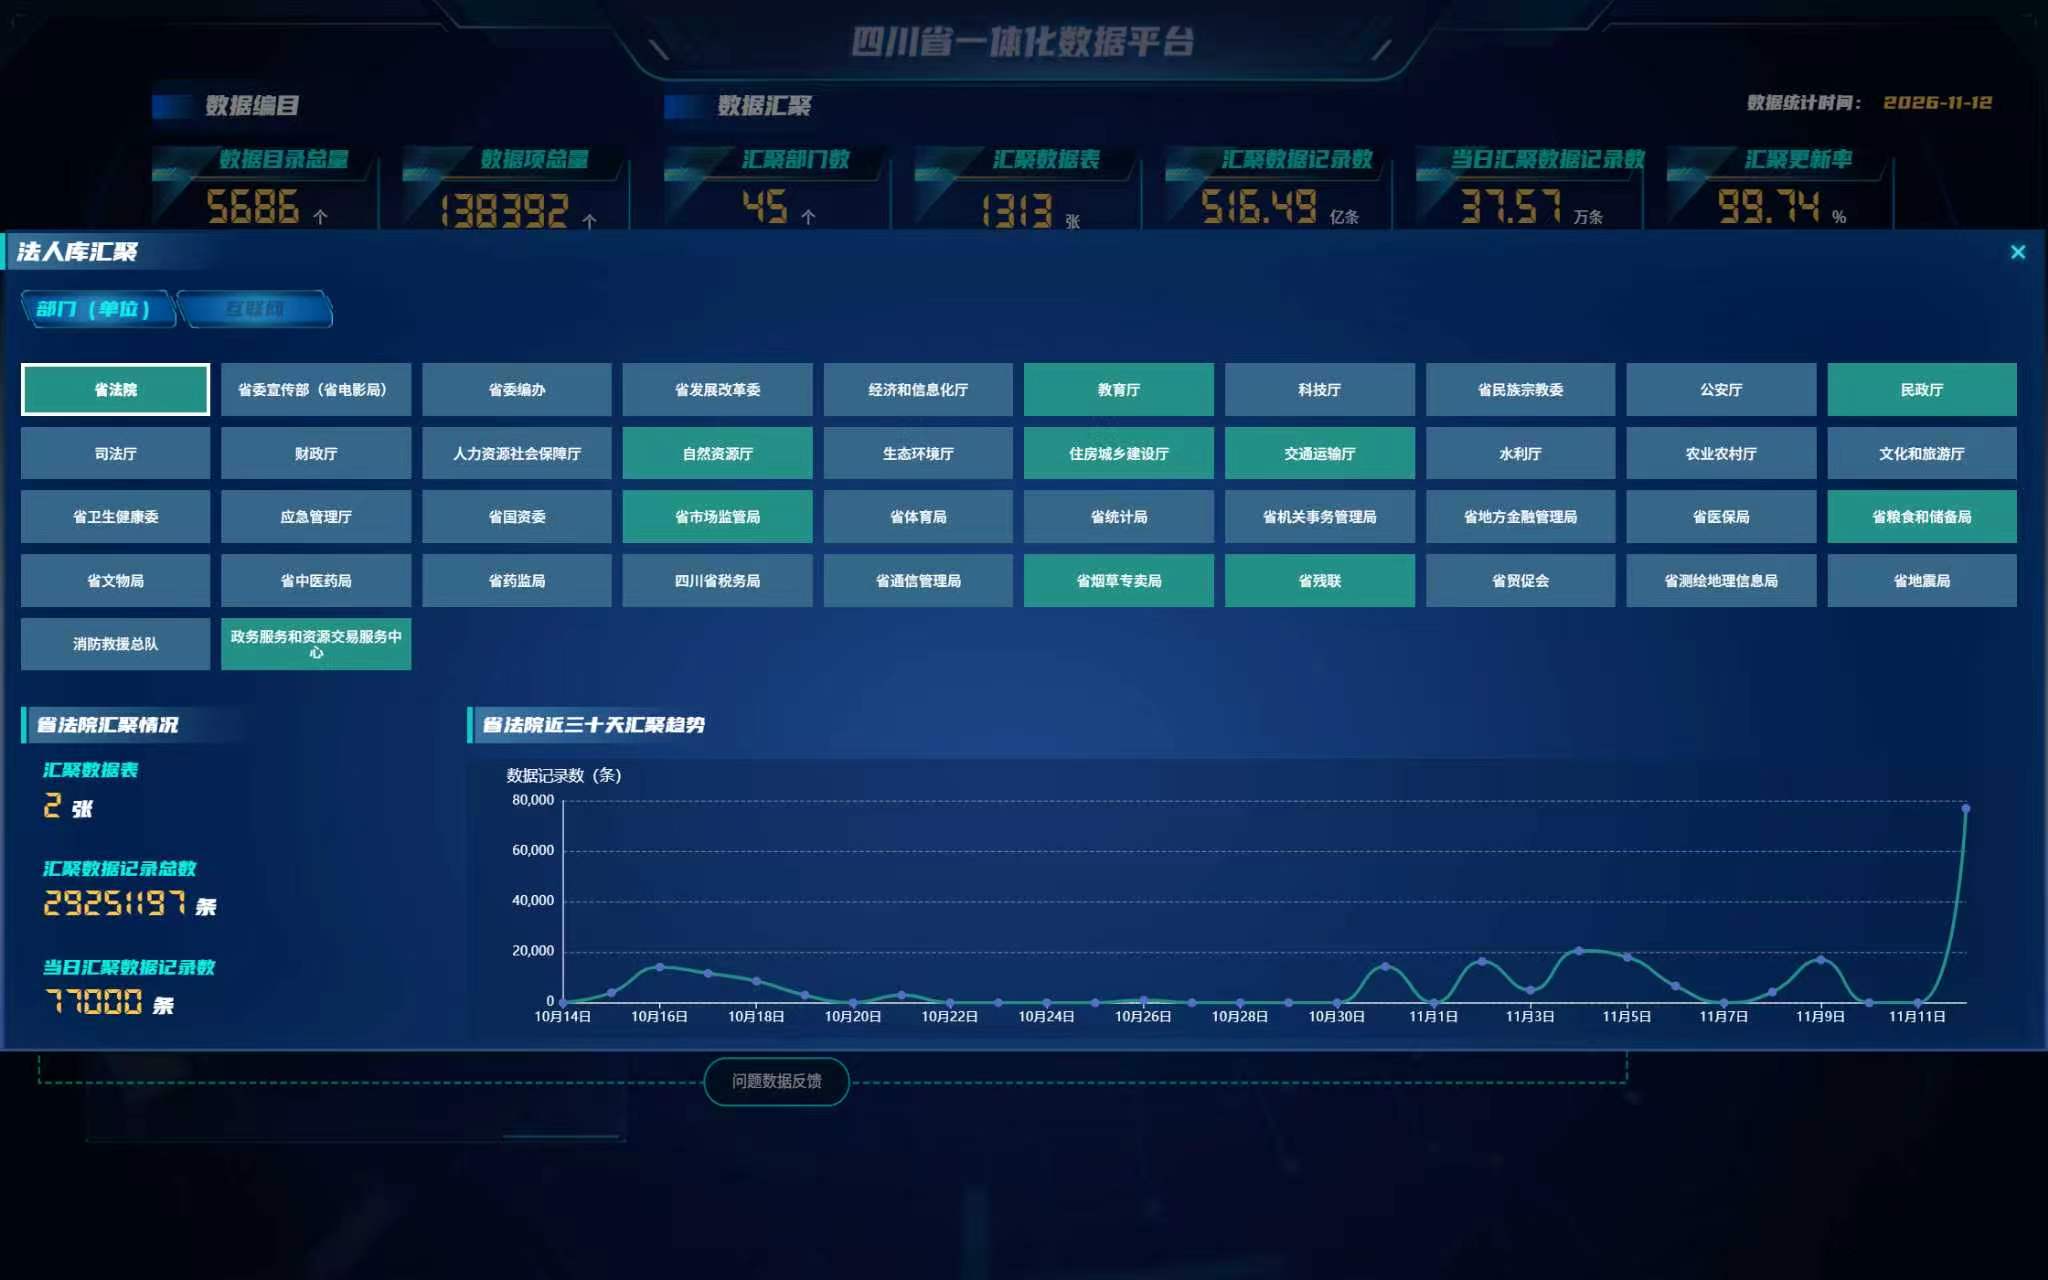 四川省一体化数据平台
数据编目
数据汇聚
数据统计时间： 2026-11-12
数据目录总量
数据项总量
汇聚部门数
汇聚数据表
汇聚数据记录数
当日汇聚数据记录数
汇聚更新率
5686 个
138392 个
45 个
1313 张
516.49 亿条
37.57 万条
99.74 %
法人库汇聚
×
部门（单位）
互联网
省法院
省委宣传部（省电影局）
省委编办
省发展改革委
经济和信息化厅
教育厅
科技厅
省民族宗教委
公安厅
民政厅
司法厅
财政厅
人力资源社会保障厅
自然资源厅
生态环境厅
住房城乡建设厅
交通运输厅
水利厅
农业农村厅
文化和旅游厅
省卫生健康委
应急管理厅
省国资委
省市场监管局
省体育局
省统计局
省机关事务管理局
省地方金融管理局
省医保局
省粮食和储备局
省文物局
省中医药局
省药监局
四川省税务局
省通信管理局
省烟草专卖局
省残联
省贸促会
省测绘地理信息局
省地震局
消防救援总队
政务服务和资源交易服务中
心
省法院汇聚情况
汇聚数据表
2 张
汇聚数据记录总数
29251197 条
当日汇聚数据记录数
77000 条
省法院近三十天汇聚趋势
数据记录数（条）
80,000
60,000
40,000
20,000
0
10月14日
10月16日
10月18日
10月20日
10月22日
10月24日
10月26日
10月28日
10月30日
11月1日
11月3日
11月5日
11月7日
11月9日
11月11日
问题数据反馈